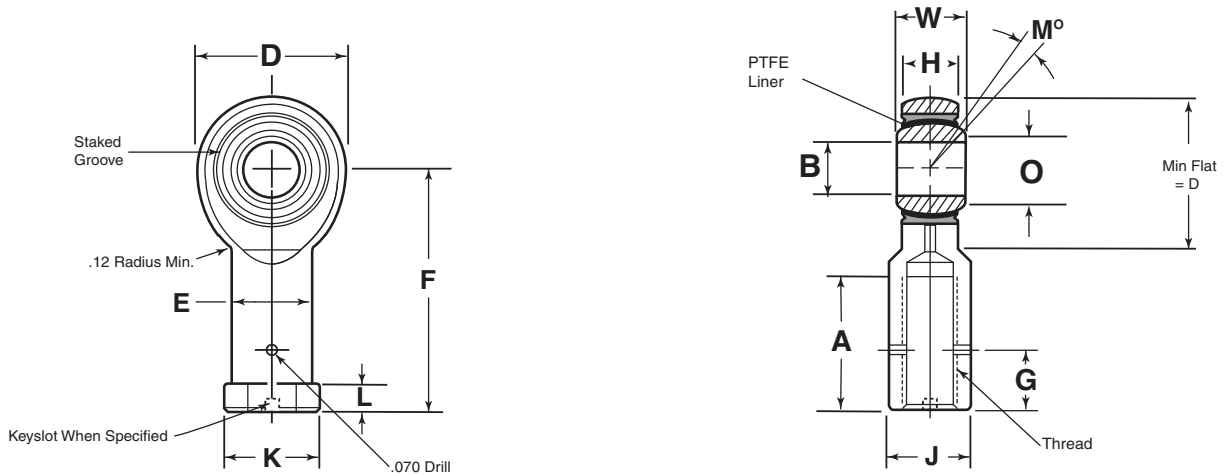 D
Staked
Groove
.12 Radius Min.
E
F
L
Keyslot When Specified
K
.070 Drill
W
M°
H
PTFE
Liner
B
O
Min Flat
= D
A
G
J
Thread